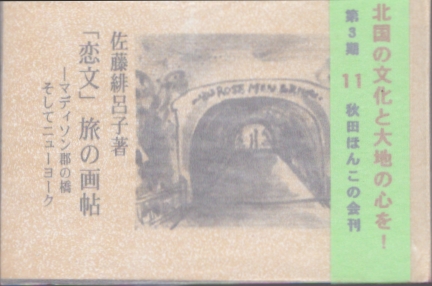 北国の文化と大地の心を!
第3期 11 秋田ほんこの会刊
佐藤緋呂子著
「恋文」旅の画帖
―マディソン郡の橋
そしてニューヨーク